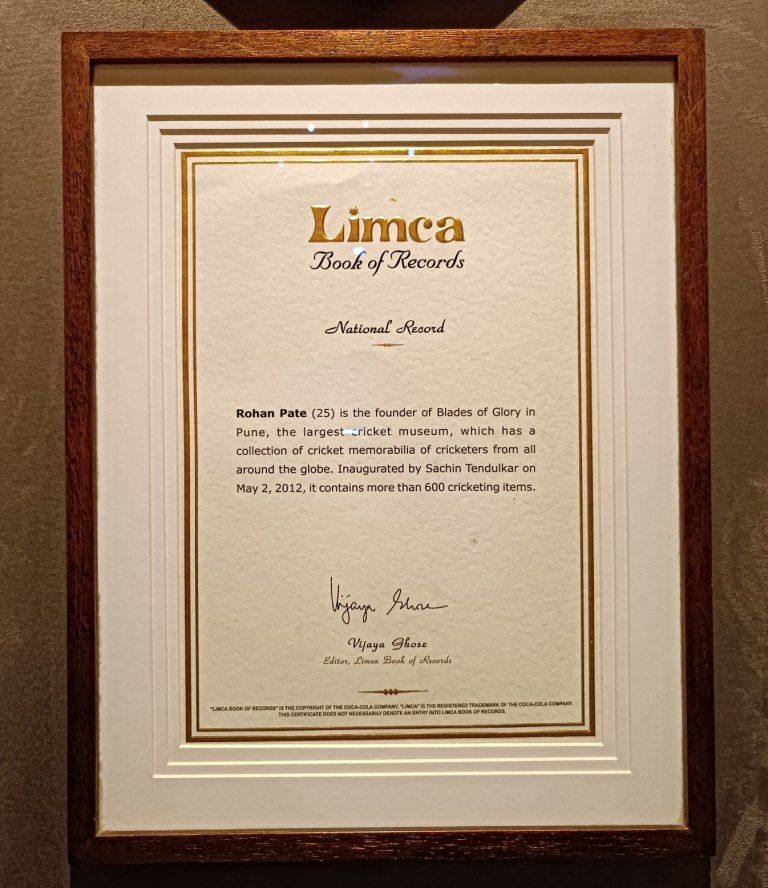 Limca
Book of Records
National Record
Rohan Pate (25) is the founder of Blades of Glory in
Pune, the largest cricket museum, which has a
collection of cricket memorabilia of cricketers from all
around the globe. Inaugurated by Sachin Tendulkar on
May 2, 2012, it contains more than 600 cricketing items.
Vijaya Ghose
Vijaya Ghose
Editor, Limca Book of Records
"LIMCA BOOK OF RECORDS" IS THE COPYRIGHT OF THE COCA-COLA COMPANY. "LIMCA" IS THE REGISTERED TRADEMARK OF THE COCA-COLA COMPANY.
THIS CERTIFICATE DOES NOT NECESSARILY DENOTE AN ENTRY INTO LIMCA BOOK OF RECORDS.